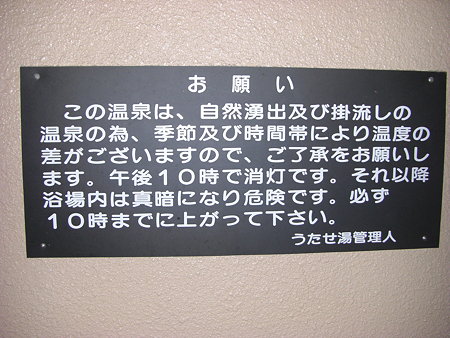 お願い
この温泉は、自然湧出及び掛流しの
温泉の為、季節及び時間帯により温度の
差がございますので、ご了承をお願いし
ます。午後１０時で消灯です。それ以降
浴場内は真暗になり危険です。必ず
１０時までに上がって下さい。
うたせ湯管理人